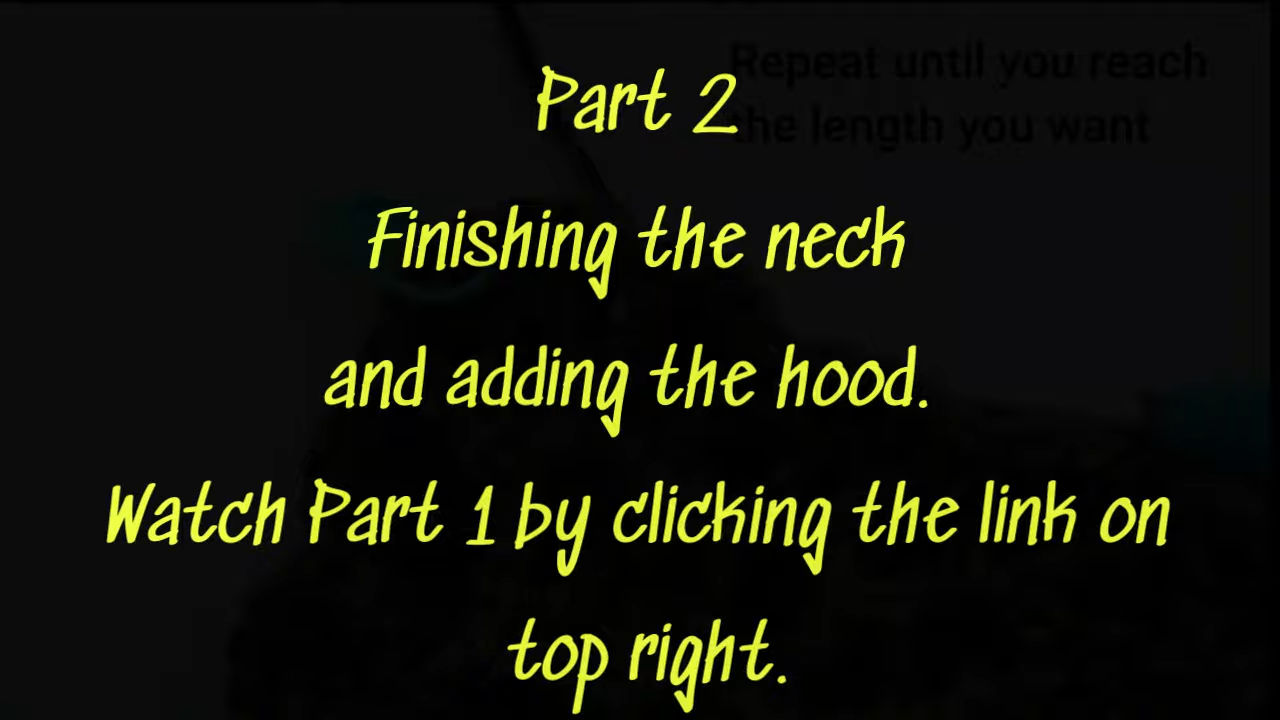 Repeat until you reach
the length you want
Part 2
Finishing the neck
and adding the hood.
Watch Part 1 by clicking the link on
top right.